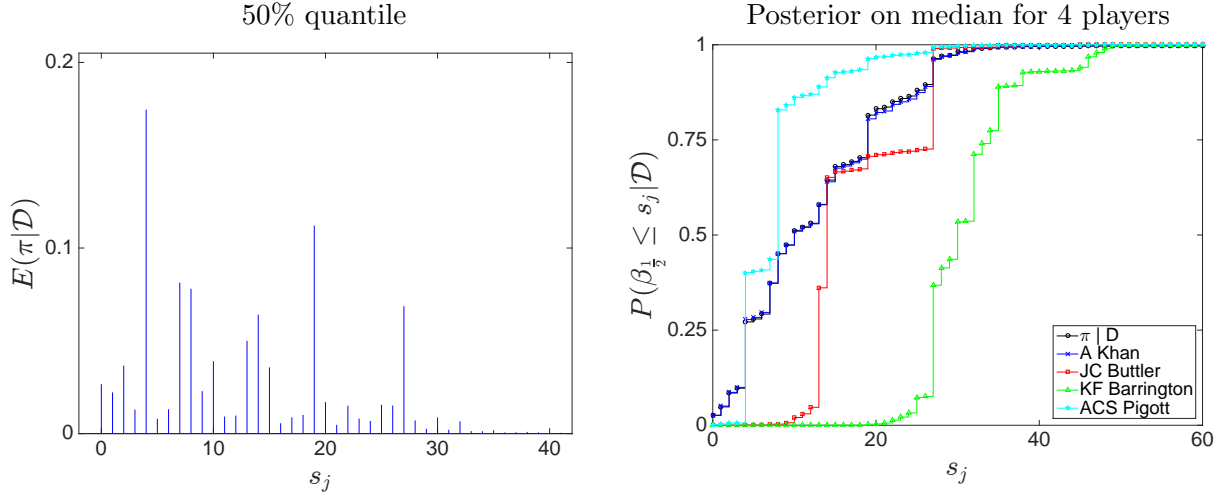 50% quantile
0.2
0.1
0
E(π|𝒟)
0 10 20 30 40
s_j
Posterior on median for 4 players
1
0.75
0.5
0.25
0
P(β_{1/2} ≤ s_j|𝒟)
π | D
A Khan
JC Buttler
KF Barrington
ACS Pigott
0 20 40 60
s_j